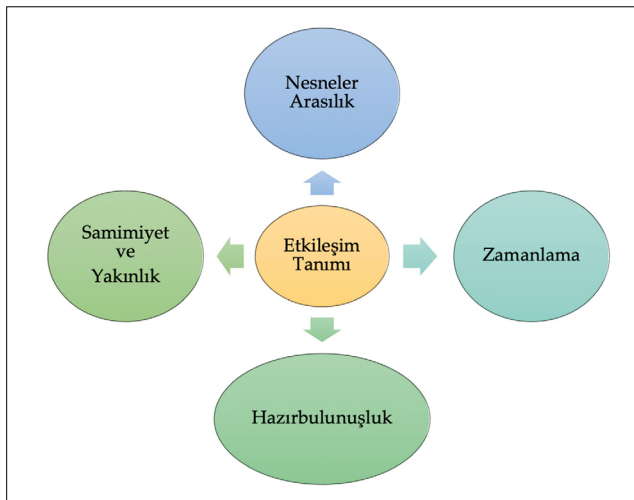 Nesneler
Arasılık
Samimiyet
ve
Yakınlık
Etkileşim
Tanımı
Zamanlama
Hazırbulunuşluk